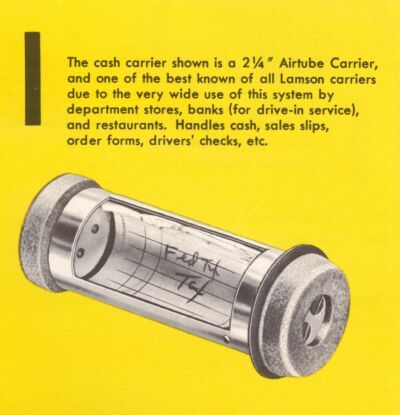 The cash carrier shown is a 2¼" Airtube Carrier,
and one of the best known of all Lamson carriers
due to the very wide use of this system by
department stores, banks (for drive-in service),
and restaurants. Handles cash, sales slips,
order forms, drivers' checks, etc.
Fed Tax